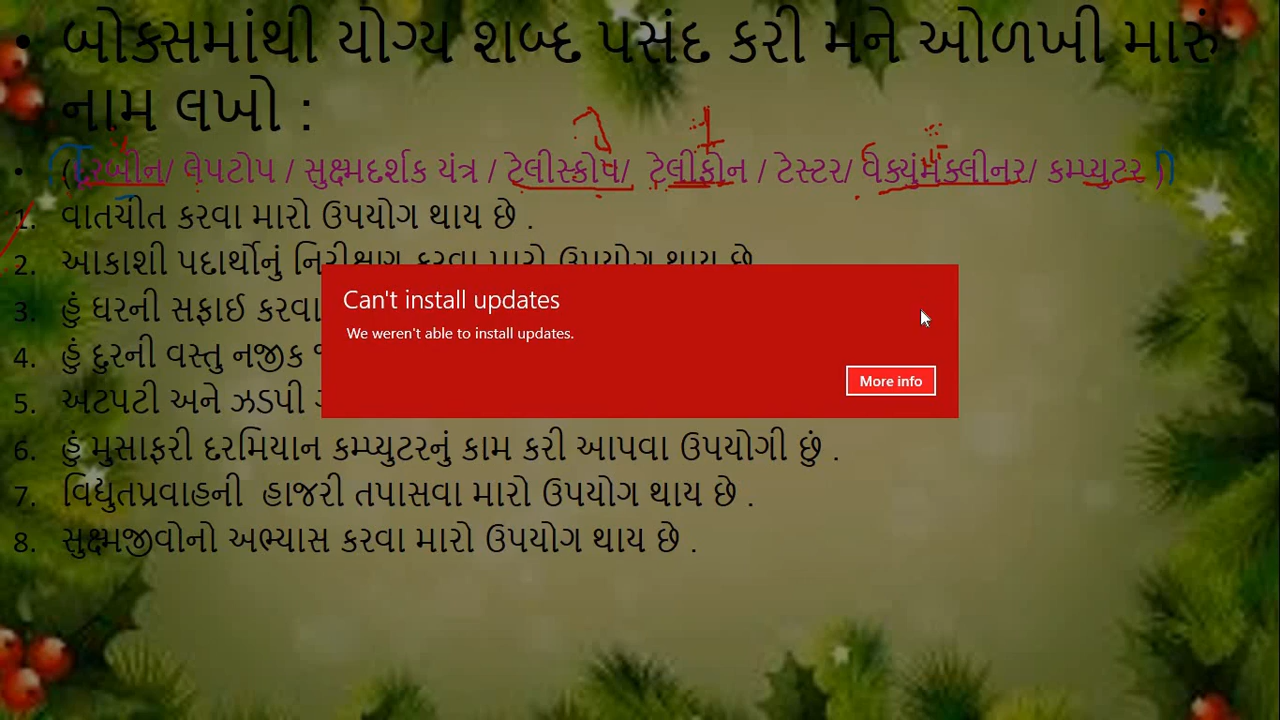 • બોક્સમાંથી યોગ્ય શબ્દ પસંદ કરી મને ઓળખી મારું
નામ લખો :
• (દૂરબીન/ લેપટોપ / સુક્ષ્મદર્શક યંત્ર / ટેલીસ્કોપ/ ટેલીફોન / ટેસ્ટર/ વેક્યુંમક્લીનર/ કમ્પ્યુટર )
1. વાતચીત કરવા મારો ઉપયોગ થાય છે .
2. આકાશી પદાર્થોનું નિરીક્ષણ કરવા મારો ઉપયોગ થાય છે
3. હું ઘરની સફાઈ કરવા
4. હું દુરની વસ્તુ નજીક
5. અટપટી અને ઝડપી
6. હું મુસાફરી દરમિયાન કમ્પ્યુટરનું કામ કરી આપવા ઉપયોગી છું .
7. વિદ્યુતપ્રવાહની હાજરી તપાસવા મારો ઉપયોગ થાય છે .
8. સુક્ષ્મજીવોનો અભ્યાસ કરવા મારો ઉપયોગ થાય છે .
Can't install updates
We weren't able to install updates.
More info